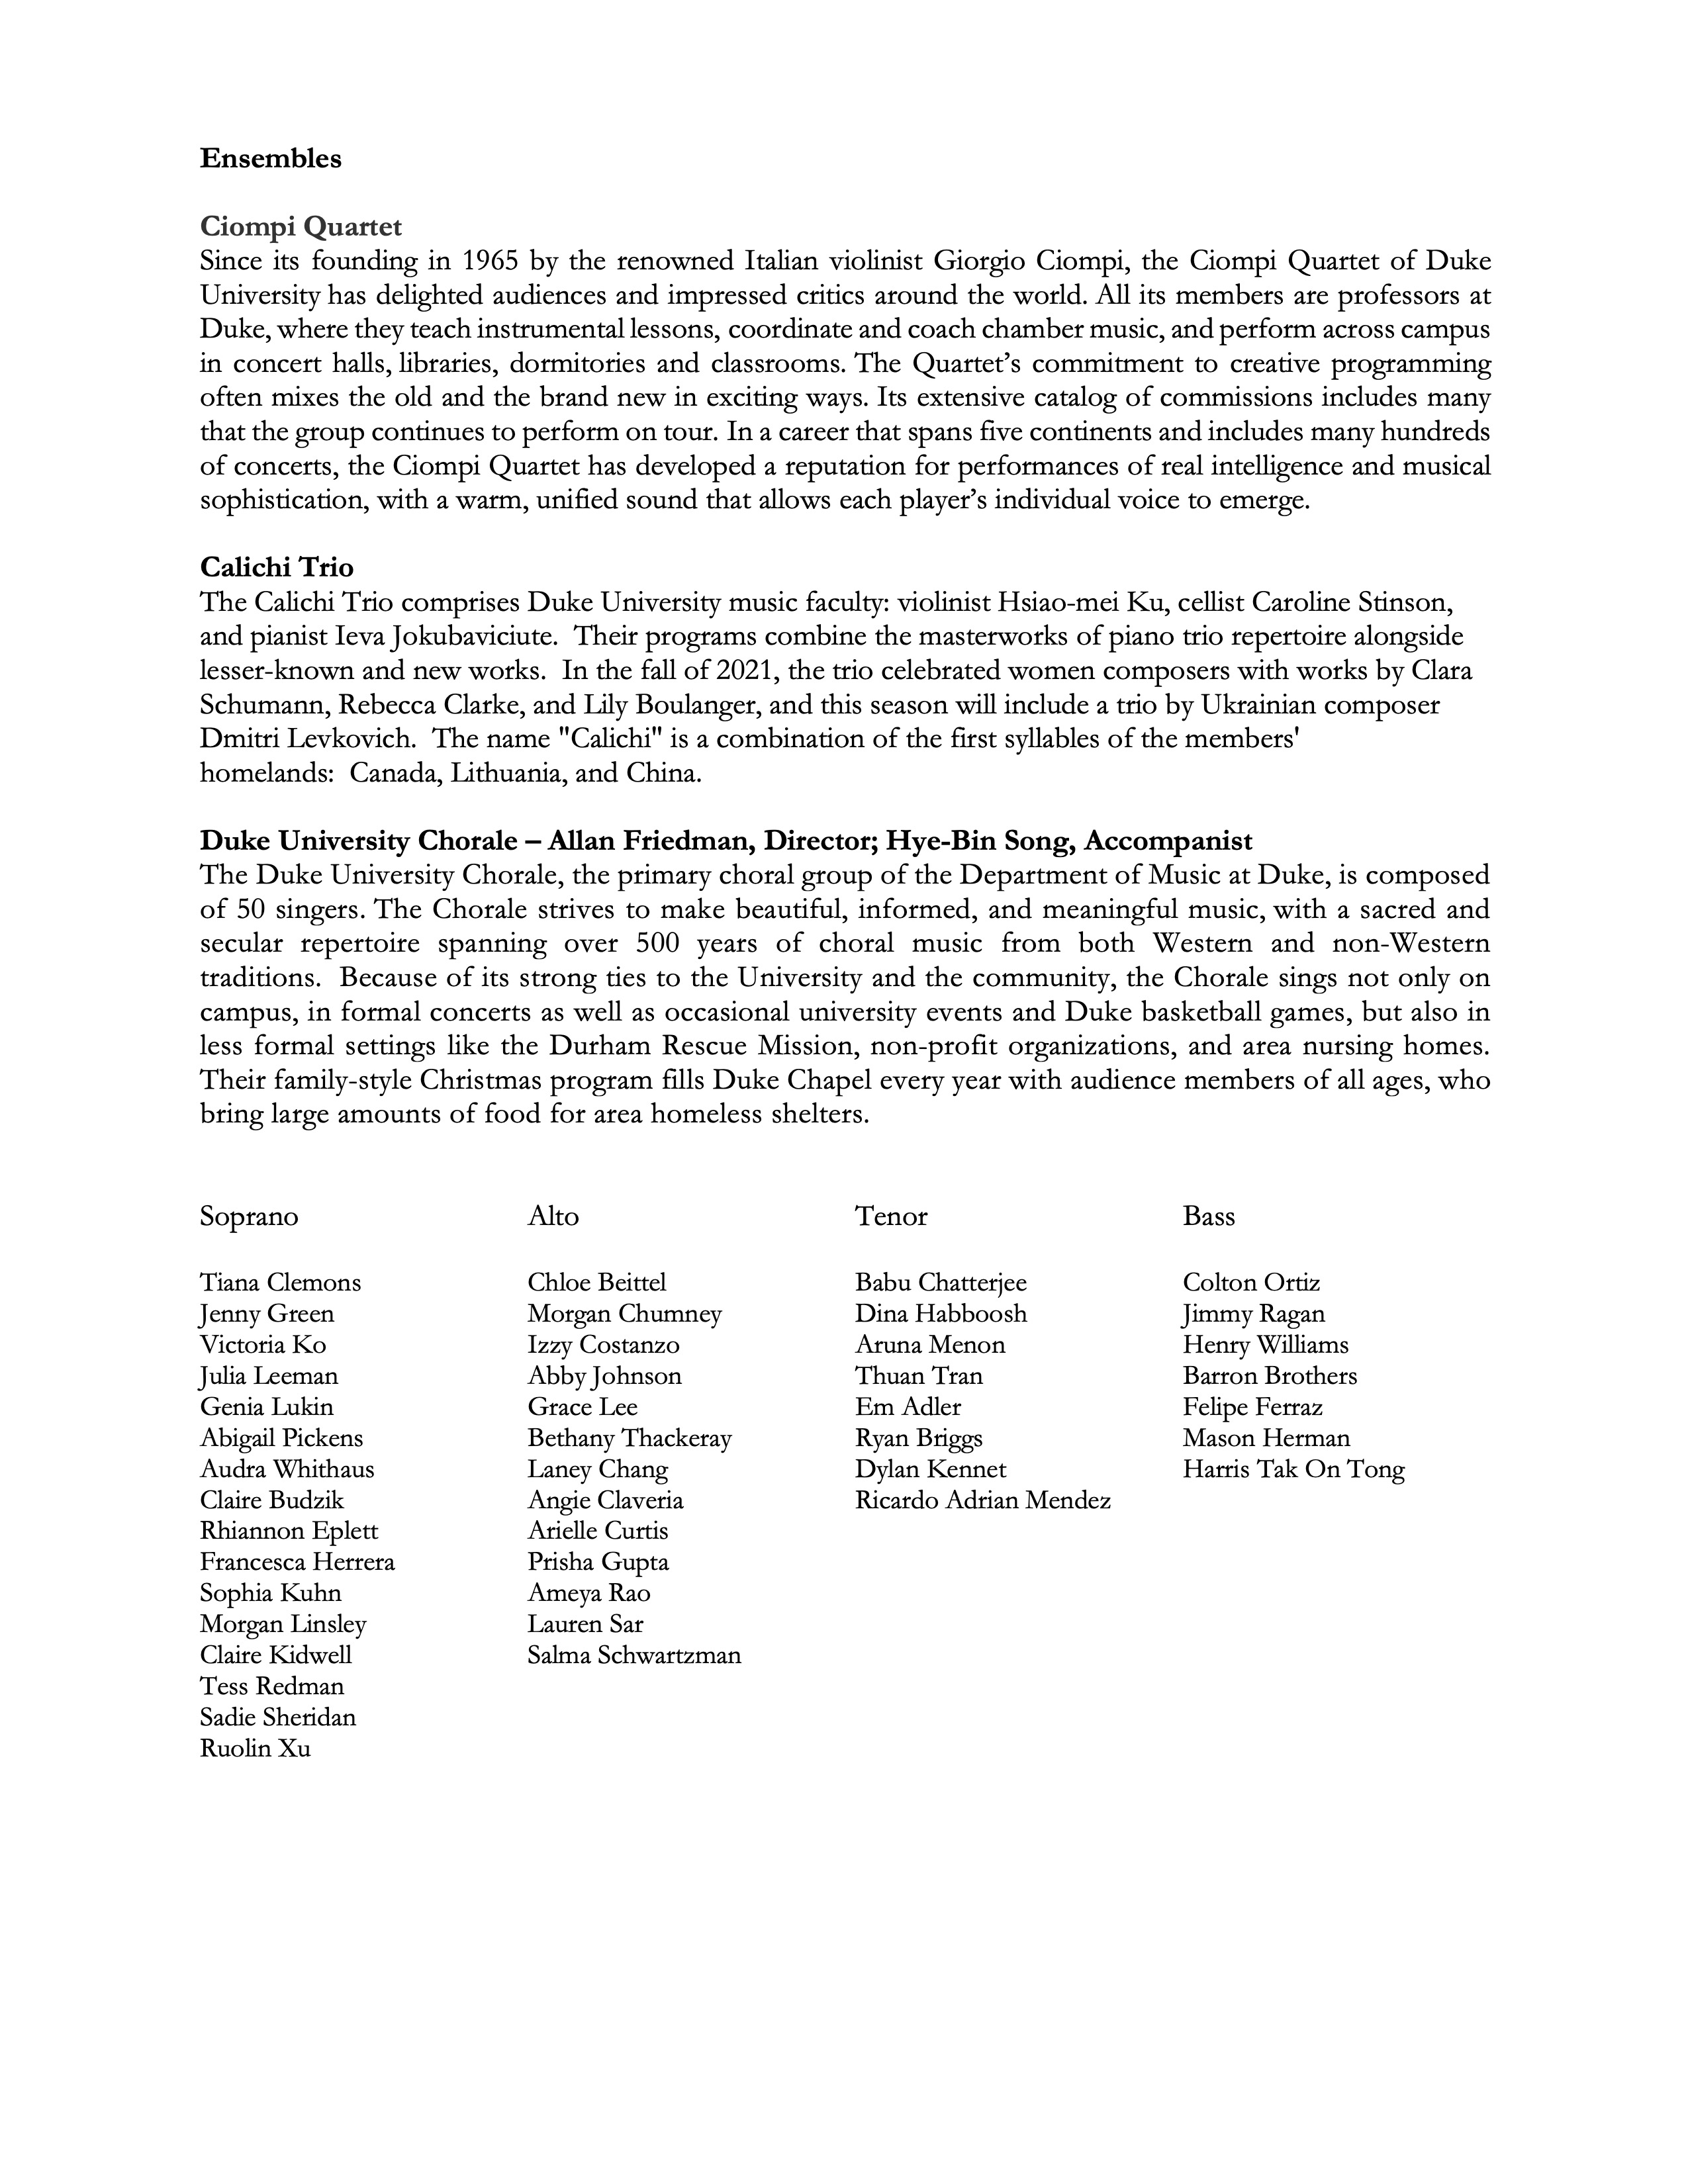 Ensembles
Ciompi Quartet
Since its founding in 1965 by the renowned Italian violinist Giorgio Ciompi, the Ciompi Quartet of Duke
University has delighted audiences and impressed critics around the world. All its members are professors at
Duke, where they teach instrumental lessons, coordinate and coach chamber music, and perform across campus
in concert halls, libraries, dormitories and classrooms. The Quartet’s commitment to creative programming
often mixes the old and the brand new in exciting ways. Its extensive catalog of commissions includes many
that the group continues to perform on tour. In a career that spans five continents and includes many hundreds
of concerts, the Ciompi Quartet has developed a reputation for performances of real intelligence and musical
sophistication, with a warm, unified sound that allows each player’s individual voice to emerge.
Calichi Trio
The Calichi Trio comprises Duke University music faculty: violinist Hsiao-mei Ku, cellist Caroline Stinson,
and pianist Ieva Jokubaviciute.  Their programs combine the masterworks of piano trio repertoire alongside
lesser-known and new works.  In the fall of 2021, the trio celebrated women composers with works by Clara
Schumann, Rebecca Clarke, and Lily Boulanger, and this season will include a trio by Ukrainian composer
Dmitri Levkovich.  The name "Calichi" is a combination of the first syllables of the members'
homelands:  Canada, Lithuania, and China.
Duke University Chorale – Allan Friedman, Director; Hye-Bin Song, Accompanist
The Duke University Chorale, the primary choral group of the Department of Music at Duke, is composed
of 50 singers. The Chorale strives to make beautiful, informed, and meaningful music, with a sacred and
secular repertoire spanning over 500 years of choral music from both Western and non-Western
traditions.  Because of its strong ties to the University and the community, the Chorale sings not only on
campus, in formal concerts as well as occasional university events and Duke basketball games, but also in
less formal settings like the Durham Rescue Mission, non-profit organizations, and area nursing homes.
Their family-style Christmas program fills Duke Chapel every year with audience members of all ages, who
bring large amounts of food for area homeless shelters.
Soprano
Tiana Clemons
Jenny Green
Victoria Ko
Julia Leeman
Genia Lukin
Abigail Pickens
Audra Whithaus
Claire Budzik
Rhiannon Eplett
Francesca Herrera
Sophia Kuhn
Morgan Linsley
Claire Kidwell
Tess Redman
Sadie Sheridan
Ruolin Xu
Alto
Chloe Beittel
Morgan Chumney
Izzy Costanzo
Abby Johnson
Grace Lee
Bethany Thackeray
Laney Chang
Angie Claveria
Arielle Curtis
Prisha Gupta
Ameya Rao
Lauren Sar
Salma Schwartzman
Tenor
Babu Chatterjee
Dina Habboosh
Aruna Menon
Thuan Tran
Em Adler
Ryan Briggs
Dylan Kennet
Ricardo Adrian Mendez
Bass
Colton Ortiz
Jimmy Ragan
Henry Williams
Barron Brothers
Felipe Ferraz
Mason Herman
Harris Tak On Tong